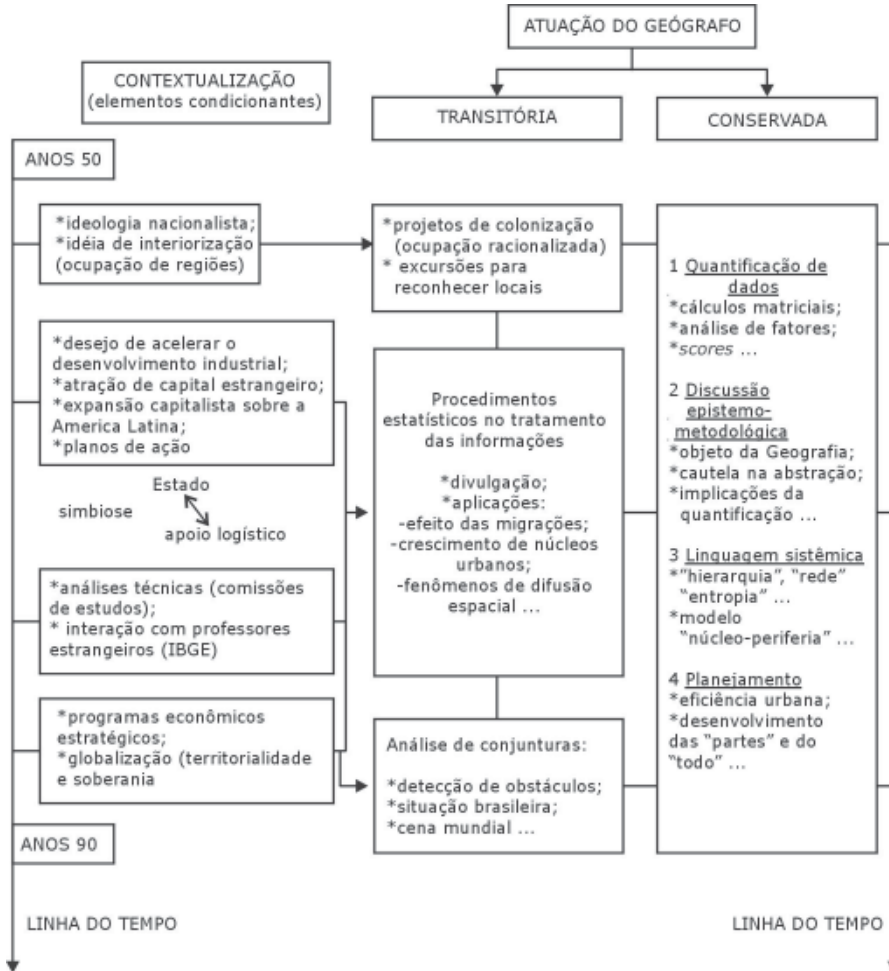 ATUAÇÃO DO GEÓGRAFO
CONTEXTUALIZAÇÃO
(elementos condicionantes)
TRANSITÓRIA
CONSERVADA
ANOS 50
*ideologia nacionalista;
*idéia de interiorização
(ocupação de regiões)
*desejo de acelerar o
desenvolvimento industrial;
*atração de capital estrangeiro;
*expansão capitalista sobre a
America Latina;
*planos de ação
Estado
simbiose
apoio logístico
*análises técnicas (comissões
de estudos);
* interação com professores
estrangeiros (IBGE)
*programas econômicos
estratégicos;
*globalização (territorialidade
e soberania
ANOS 90
LINHA DO TEMPO
*projetos de colonização
(ocupação racionalizada)
* excursões para
reconhecer locais
Procedimentos
estatísticos no tratamento
das informações
*divulgação;
*aplicações:
-efeito das migrações;
-crescimento de núcleos
urbanos;
-fenômenos de difusão
espacial ...
Análise de conjunturas:
*detecção de obstáculos;
*situação brasileira;
*cena mundial ...
1 Quantificação de
dados
*cálculos matriciais;
*análise de fatores;
*scores ...
2 Discussão
epistemo-
metodológica
*objeto da Geografia;
*cautela na abstração;
*implicações da
quantificação ...
3 Linguagem sistêmica
*"hierarquia", "rede"
"entropia" ...
*modelo
"núcleo-periferia" ...
4 Planejamento
*eficiência urbana;
*desenvolvimento
das "partes" e do
"todo" ...
LINHA DO TEMPO